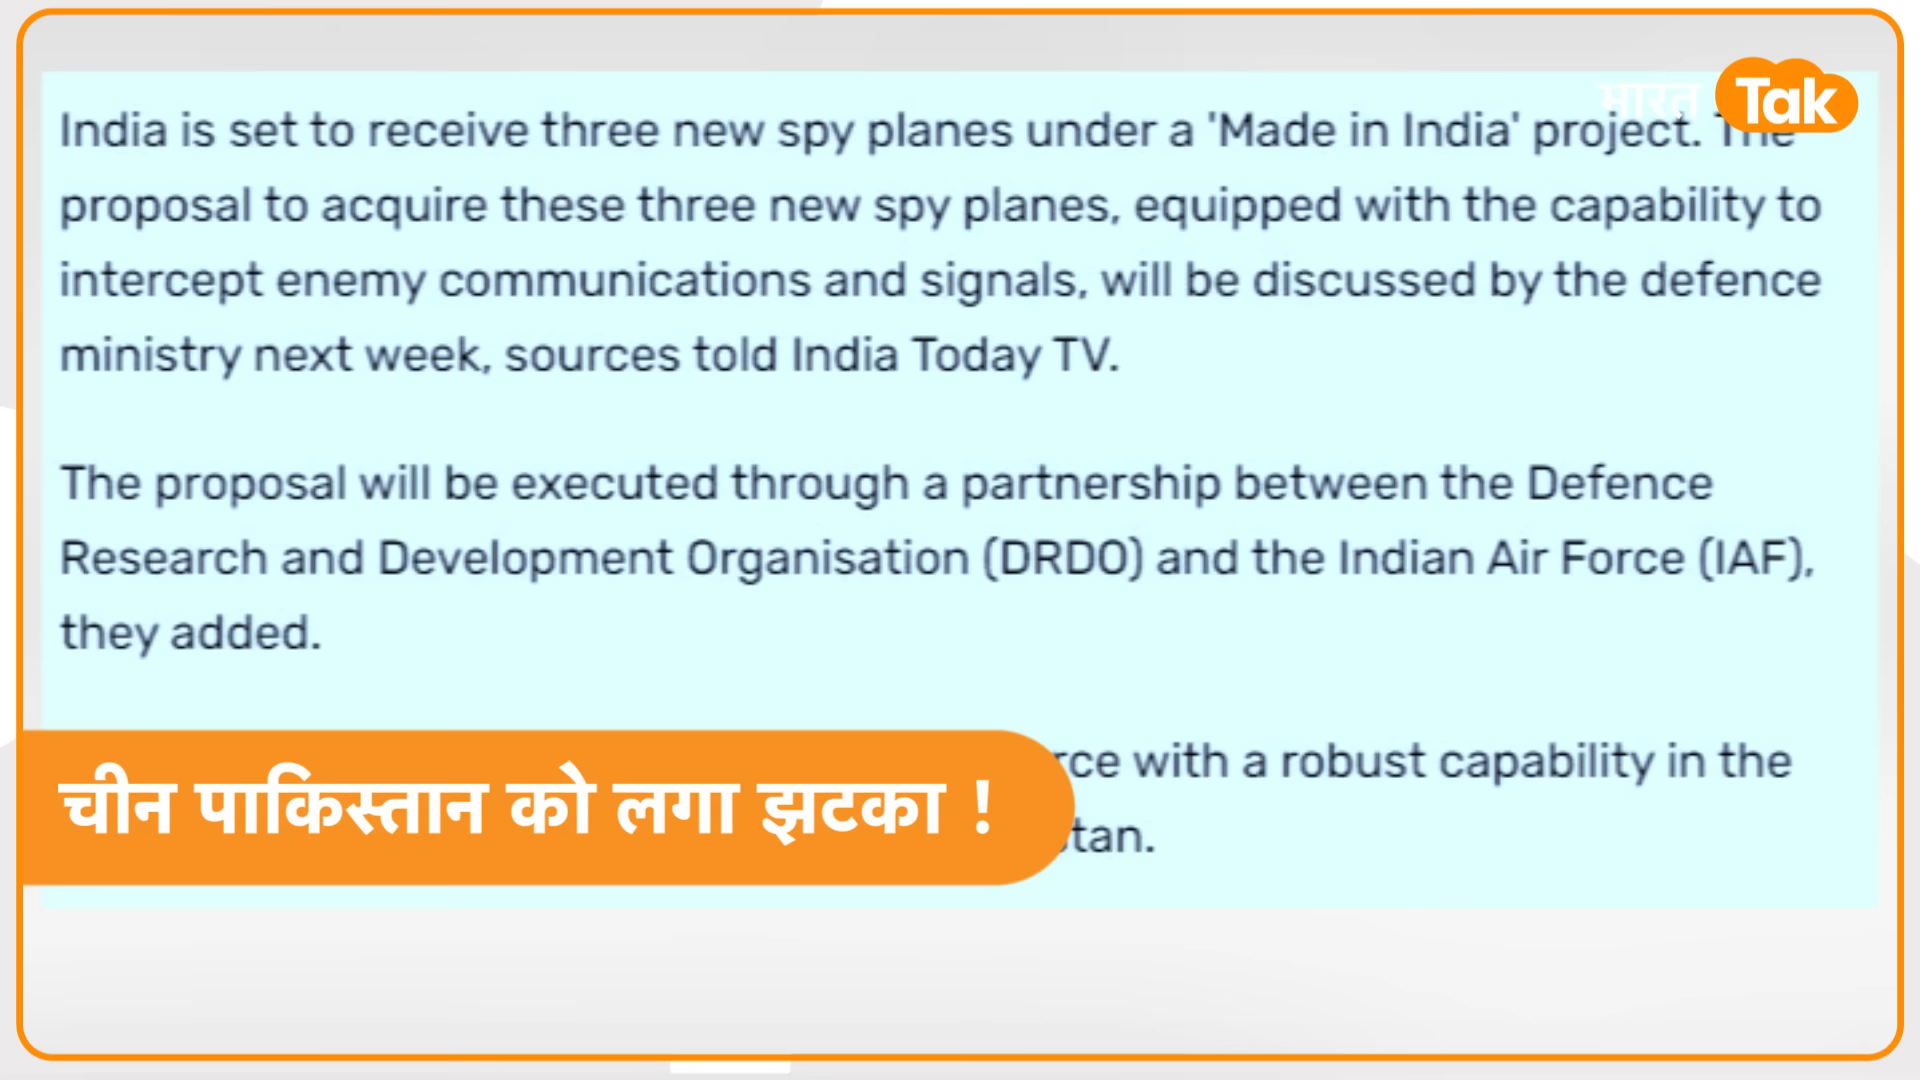 भारत Tak
India is set to receive three new spy planes under a 'Made in India' project. The
proposal to acquire these three new spy planes, equipped with the capability to
intercept enemy communications and signals, will be discussed by the defence
ministry next week, sources told India Today TV.
The proposal will be executed through a partnership between the Defence
Research and Development Organisation (DRDO) and the Indian Air Force (IAF),
they added.
with a robust capability in the
चीन पाकिस्तान को लगा झटका !